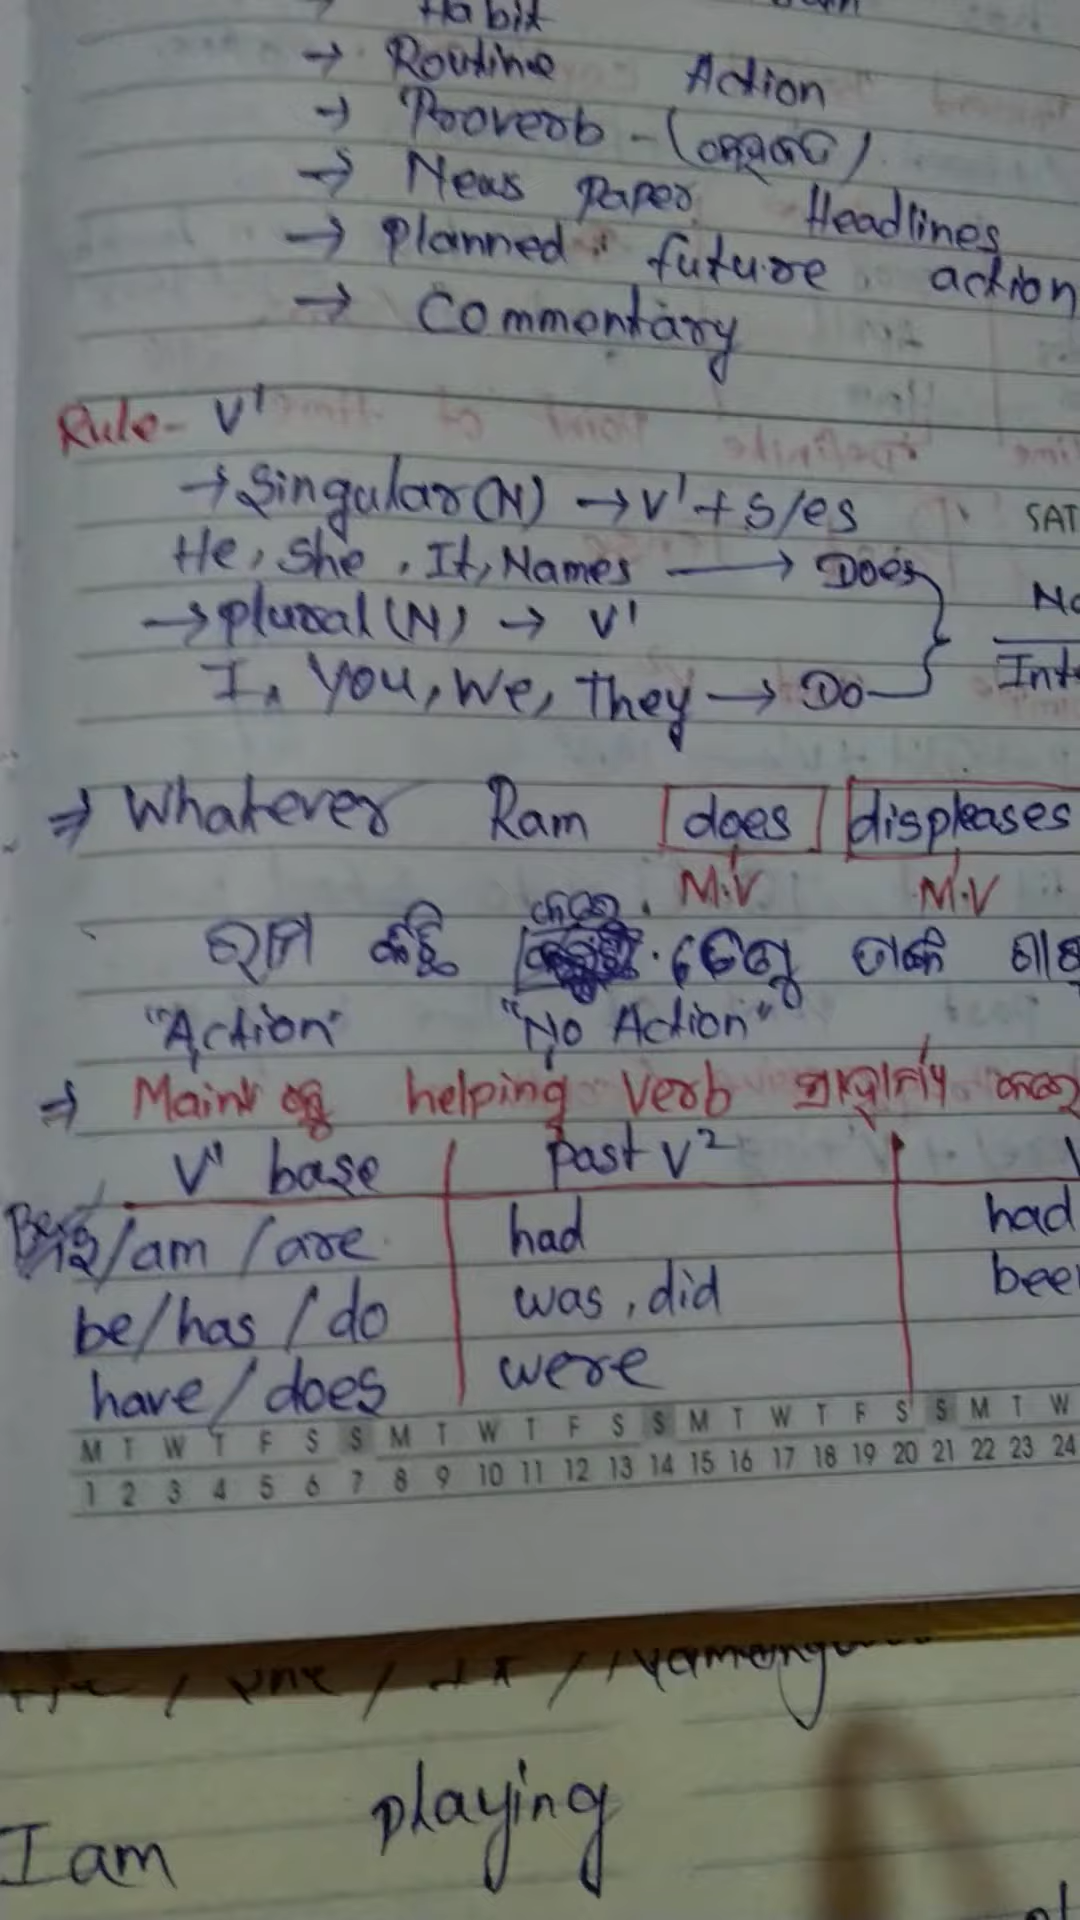 Habit
→ Routine Action
→ Proverb - (
→ News Paper Headlines
→ planned future action
→ Commentary
Rule- V¹
→ Singular (N) → V¹ + s/es
He, She, It, Names → Does
→ plural (N) → V¹
I, You, We, They → Do
SAT
Int
⇒ Whatever Ram does displeases
M.V M.V
ରାମ କିଛି ତେଣୁ
"Action" "No Action"
⇒ Main helping verb
V¹ base past V²
is/am/are had had
be/has/do was, did bee
have/does were
M T W T F S S M T W T F S S M T W T F S S M T W
1 2 3 4 5 6 7 8 9 10 11 12 13 14 15 16 17 18 19 20 21 22 23 24
I am playing